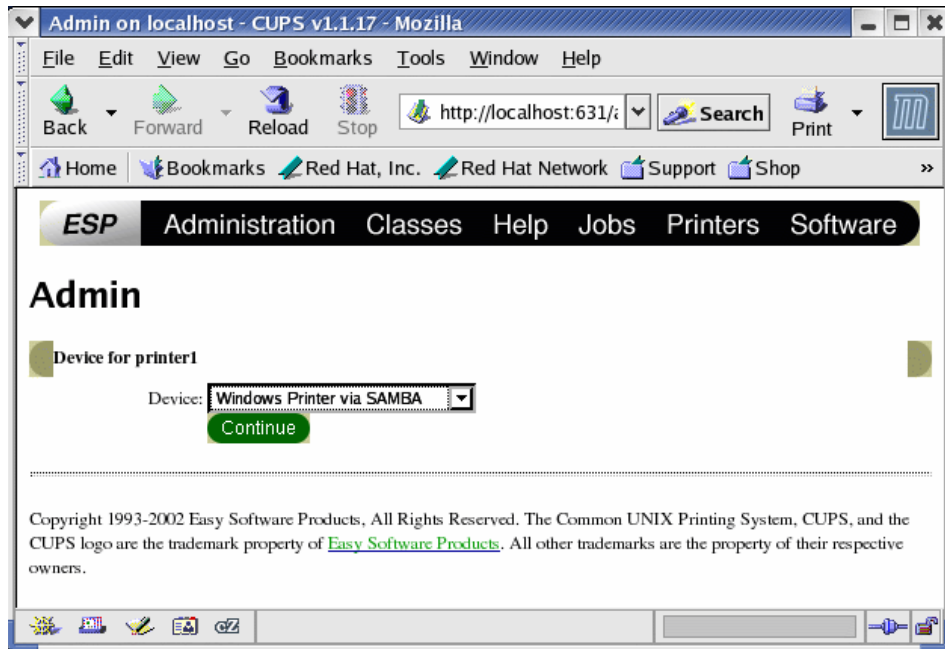 Admin on localhost - CUPS v1.1.17 - Mozilla
File Edit View Go Bookmarks Tools Window Help
Back Forward Reload Stop http://localhost:631/a Search Print
Home Bookmarks Red Hat, Inc. Red Hat Network Support Shop »
ESP Administration Classes Help Jobs Printers Software
Admin
Device for printer1
Device: Windows Printer via SAMBA
Continue
Copyright 1993-2002 Easy Software Products, All Rights Reserved. The Common UNIX Printing System, CUPS, and the
CUPS logo are the trademark property of Easy Software Products. All other trademarks are the property of their respective
owners.